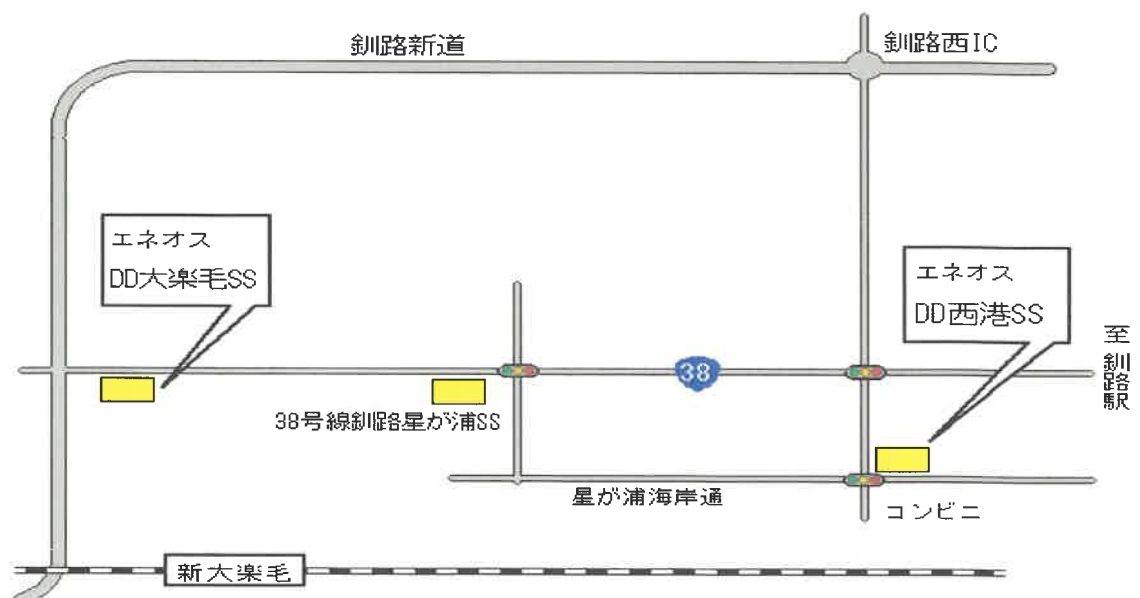 釧路新道
釧路西IC
エネオス
DD大楽毛SS
エネオス
DD西港SS
至釧路駅
38
38号線釧路星が浦SS
星が浦海岸通
コンビニ
新大楽毛